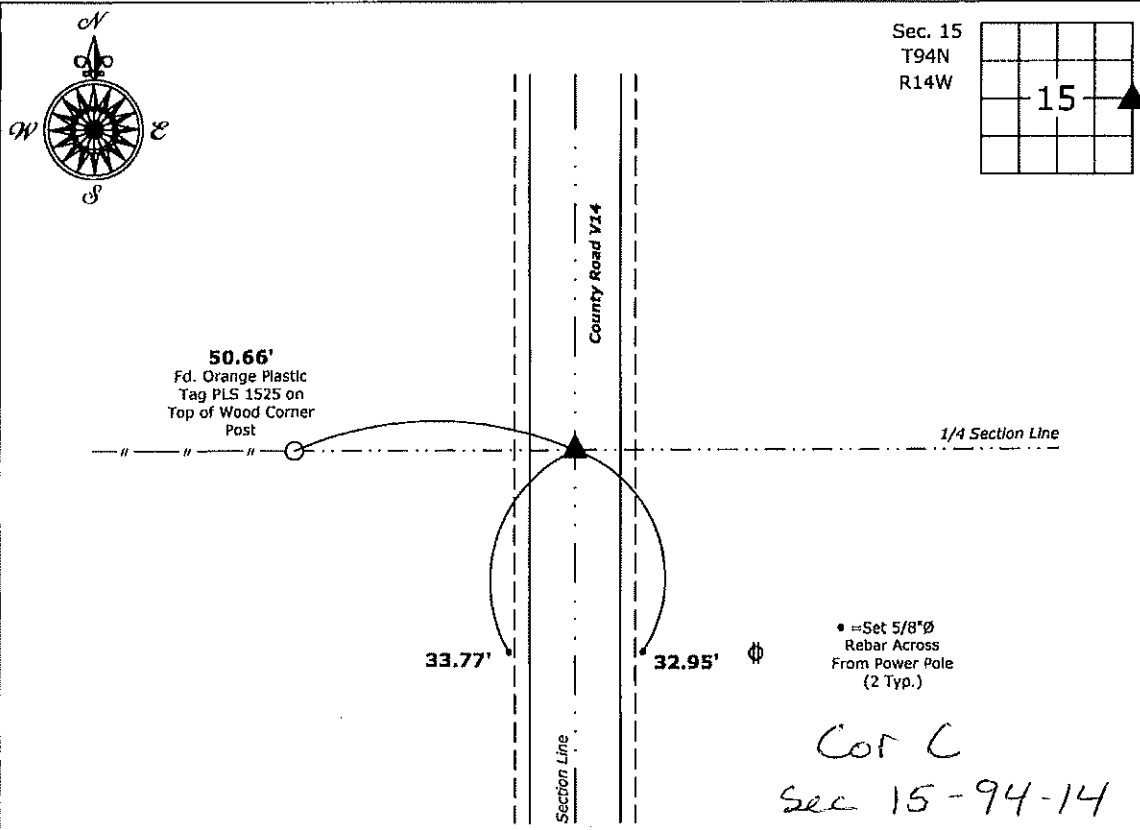 N
W
E
S
Sec. 15
T94N
R14W
15
County Road V14
50.66'
Fd. Orange Plastic
Tag PLS 1525 on
Top of Wood Corner
Post
1/4 Section Line
33.77'
32.95'
• =Set 5/8"Ø
Rebar Across
From Power Pole
(2 Typ.)
Section Line
Cor C
Sec 15-94-14